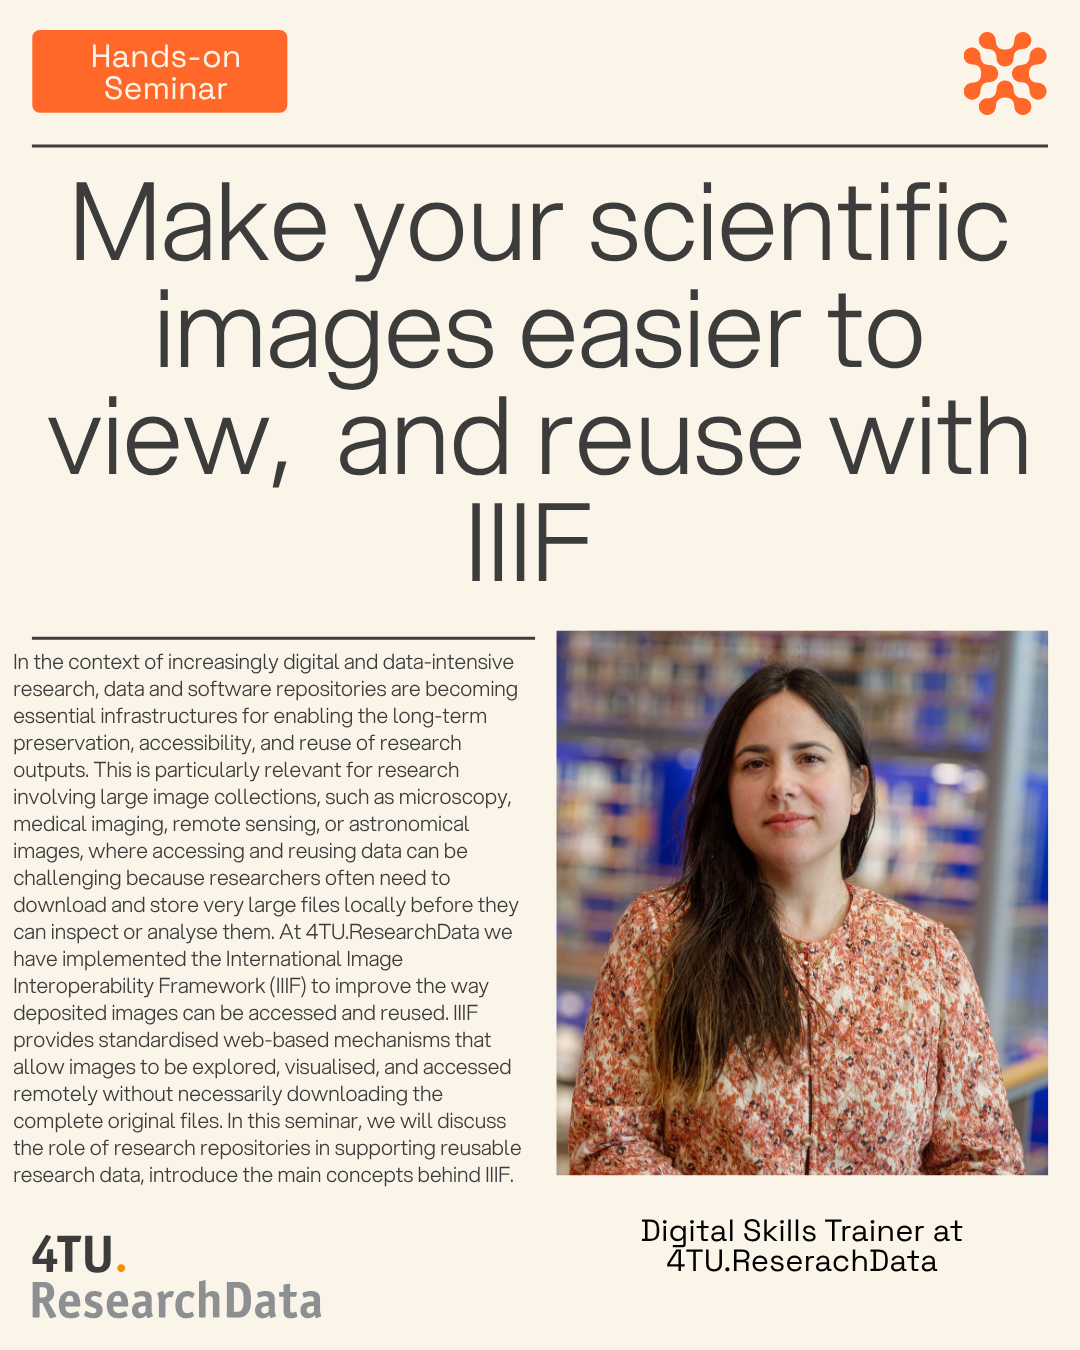 Hands-on
Seminar
Make your scientific
images easier to
view,  and reuse with
IIIF
In the context of increasingly digital and data-intensive
research, data and software repositories are becoming
essential infrastructures for enabling the long-term
preservation, accessibility, and reuse of research
outputs. This is particularly relevant for research
involving large image collections, such as microscopy,
medical imaging, remote sensing, or astronomical
images, where accessing and reusing data can be
challenging because researchers often need to
download and store very large files locally before they
can inspect or analyse them. At 4TU.ResearchData we
have implemented the International Image
Interoperability Framework (IIIF) to improve the way
deposited images can be accessed and reused. IIIF
provides standardised web-based mechanisms that
allow images to be explored, visualised, and accessed
remotely without necessarily downloading the
complete original files. In this seminar, we will discuss
the role of research repositories in supporting reusable
research data, introduce the main concepts behind IIIF.
Digital Skills Trainer at
4TU.ReserachData
4TU.
ResearchData